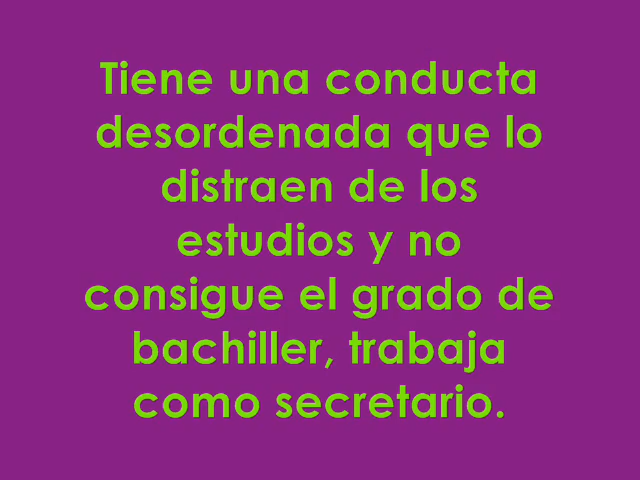 Tiene una conducta
desordenada que lo
distraen de los
estudios y no
consigue el grado de
bachiller, trabaja
como secretario.